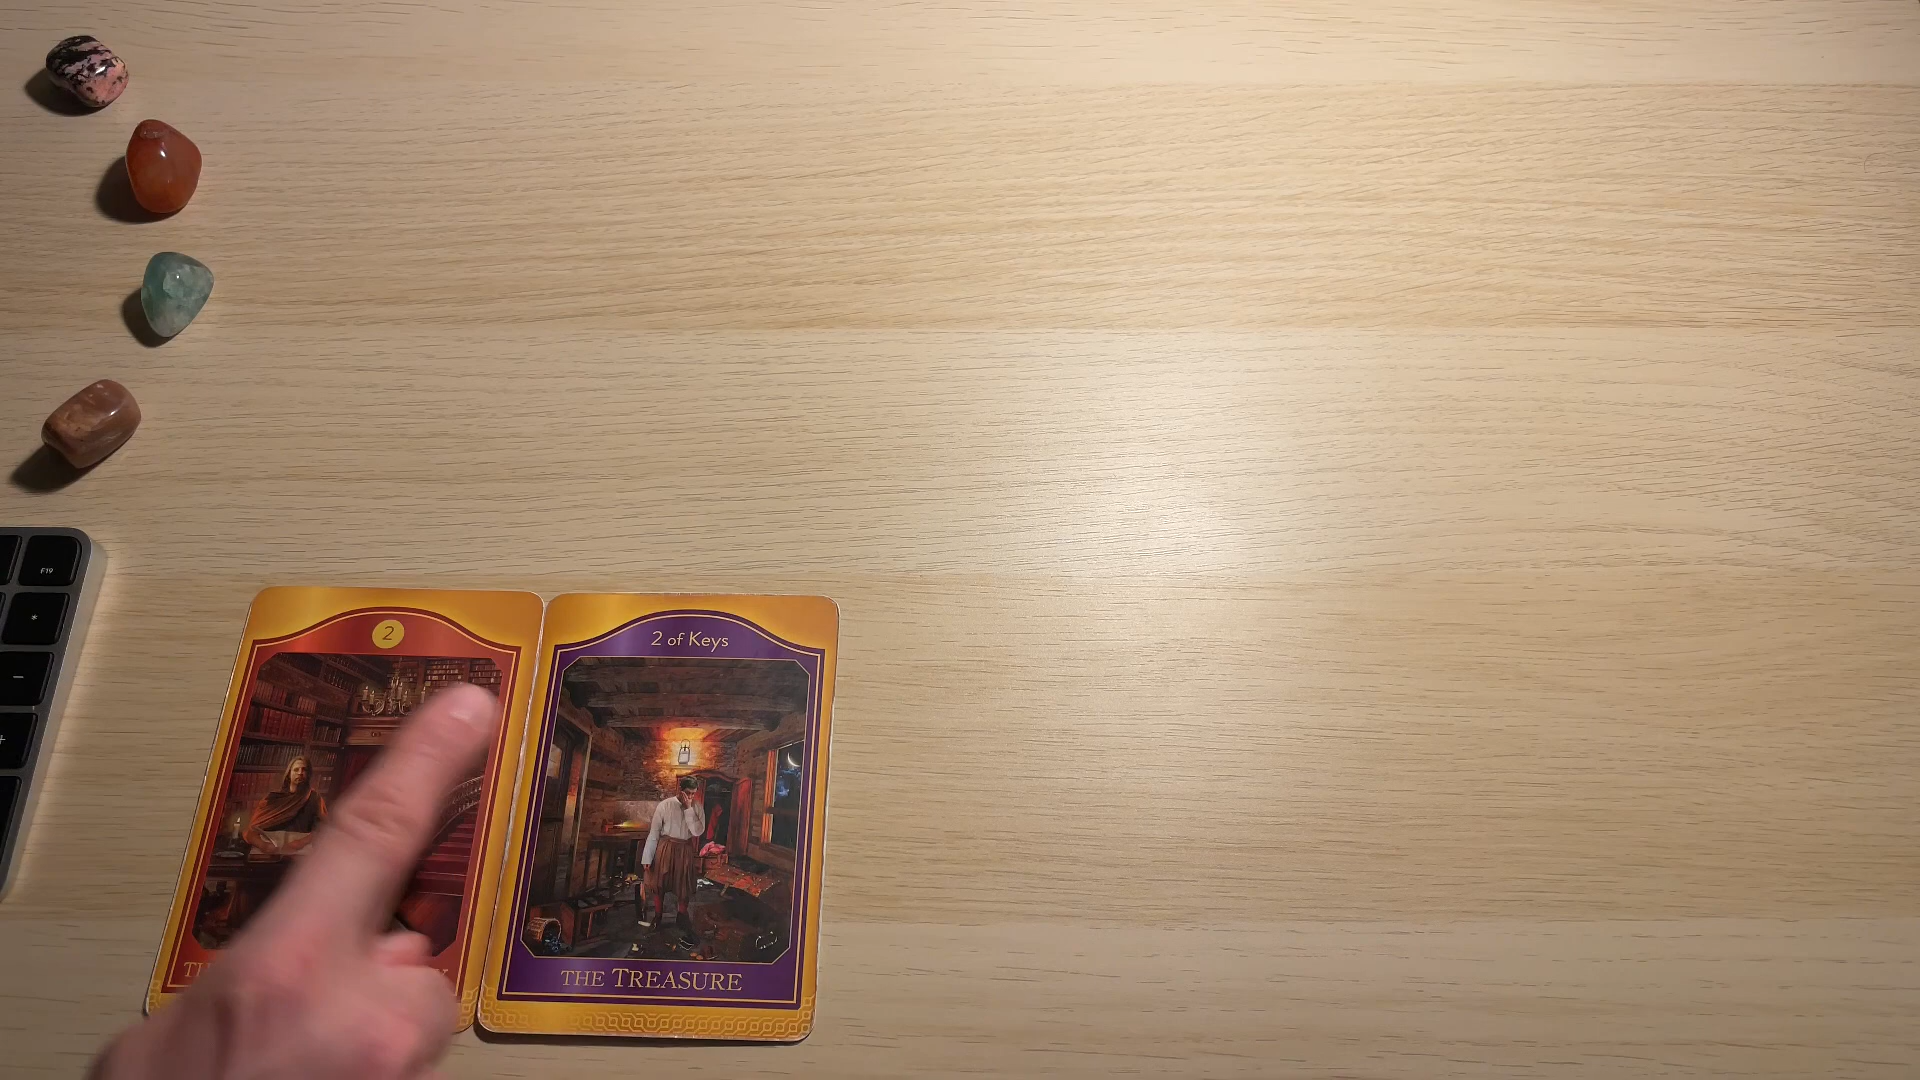 F19
*
-
+
2
2 of Keys
THE TREASURE